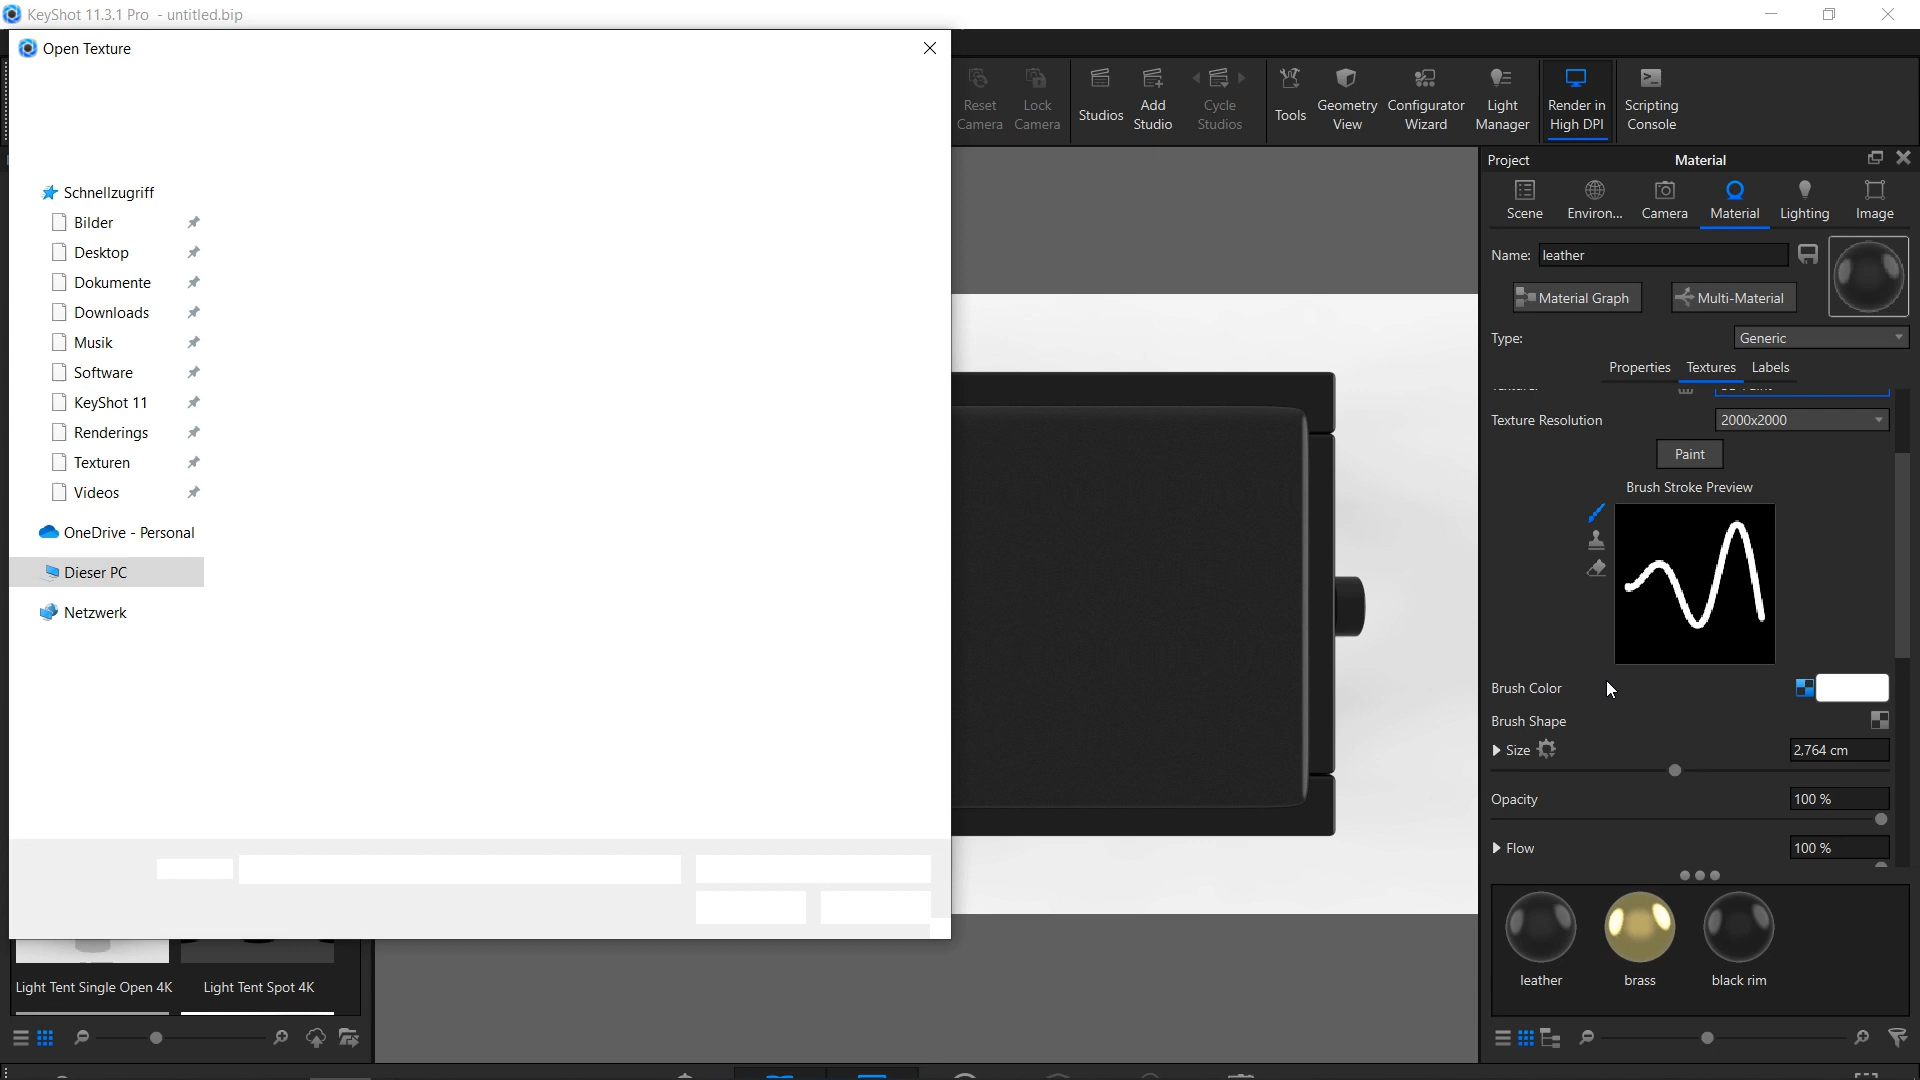 KeyShot 11.3.1 Pro - untitled.bip
Open Texture
Schnellzugriff
Bilder
Desktop
Dokumente
Downloads
Musik
Software
KeyShot 11
Renderings
Texturen
Videos
OneDrive - Personal
Dieser PC
Netzwerk
Light Tent Single Open 4K
Light Tent Spot 4K
Reset Camera
Lock Camera
Studios
Add Studio
Cycle Studios
Tools
Geometry View
Configurator Wizard
Light Manager
Render in High DPI
Scripting Console
Project
Material
Scene
Environ...
Camera
Material
Lighting
Image
Name: leather
Material Graph
Multi-Material
Type: Generic
Properties
Textures
Labels
Texture Resolution 2000x2000
Paint
Brush Stroke Preview
Brush Color
Brush Shape
Size 2,764 cm
Opacity 100 %
Flow 100 %
leather
brass
black rim